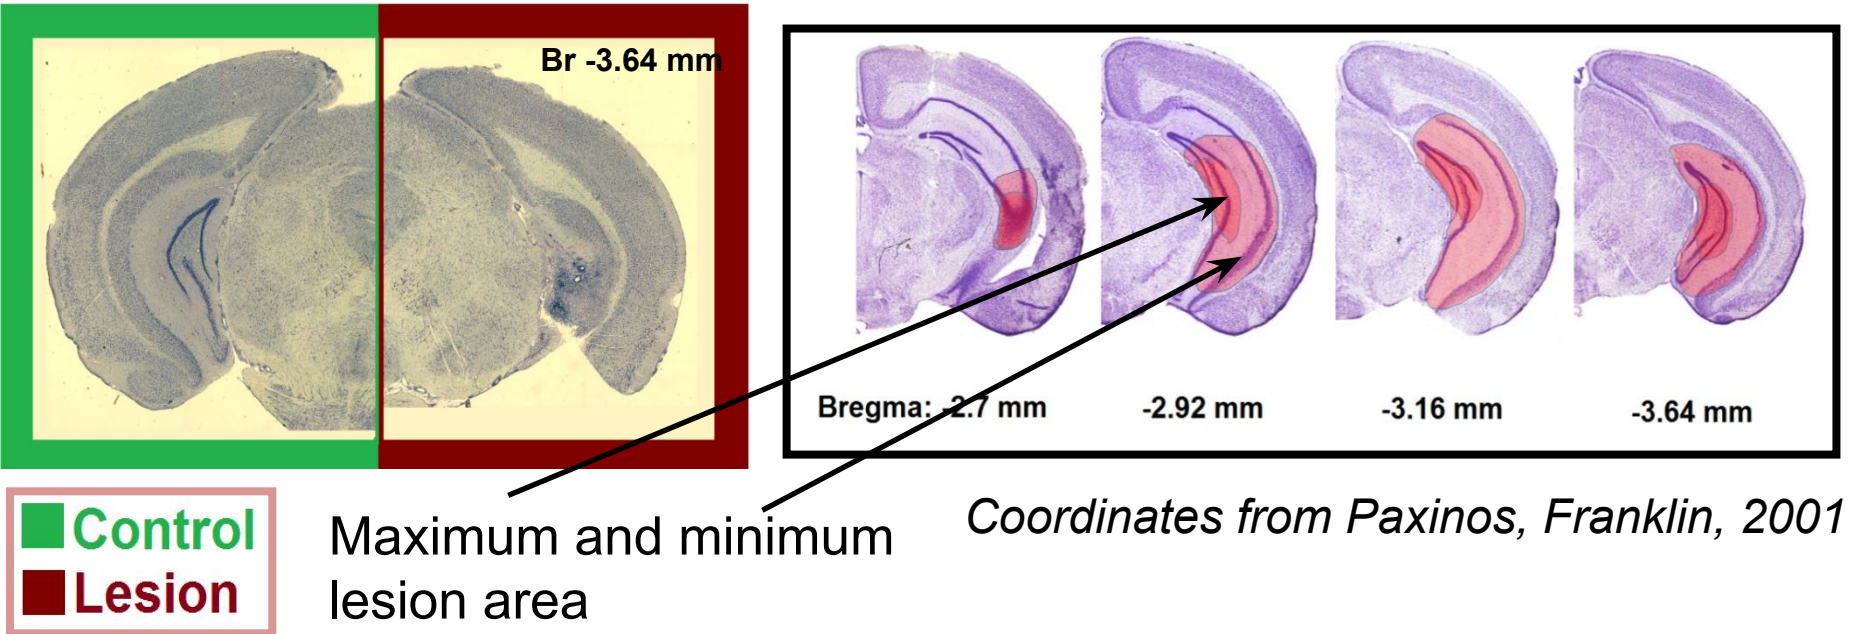 Br -3.64 mm
Bregma: -2.7 mm
-2.92 mm
-3.16 mm
-3.64 mm
Control
Lesion
Maximum and minimum
lesion area
Coordinates from Paxinos, Franklin, 2001